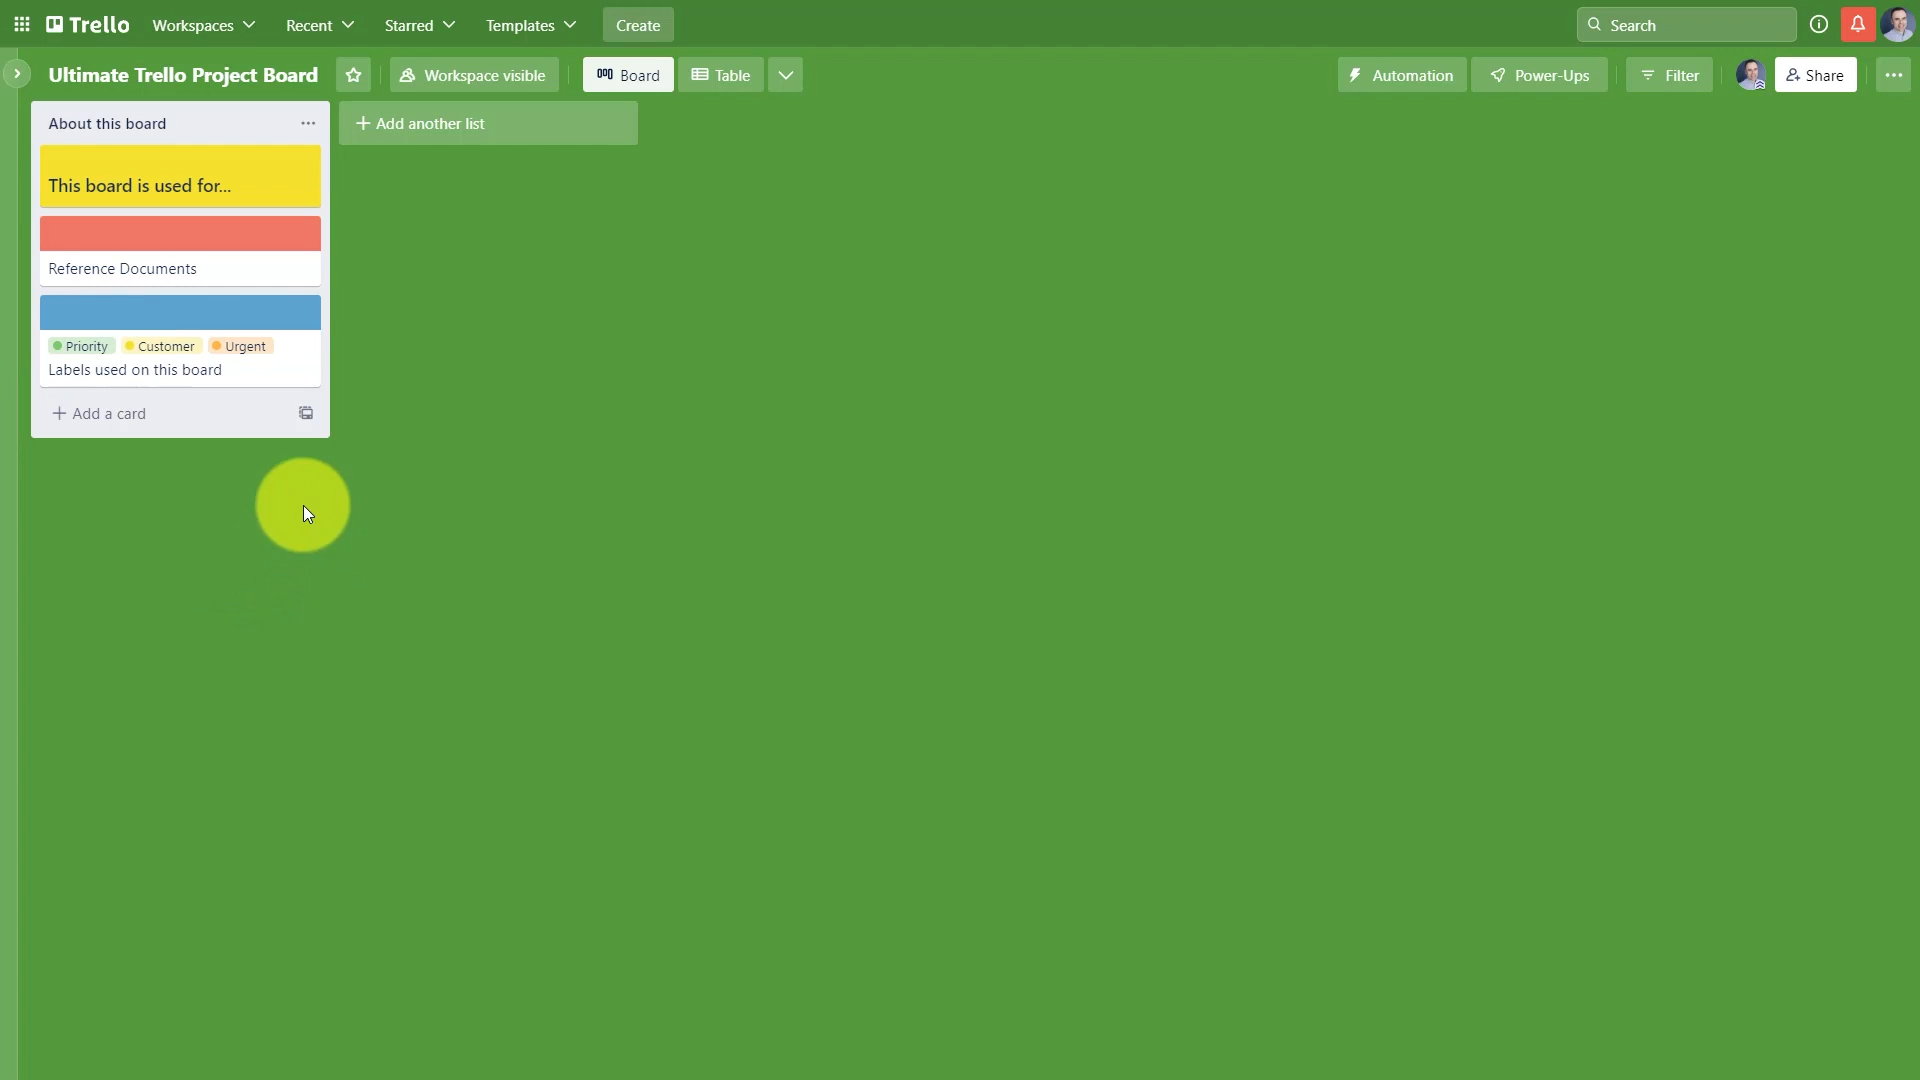 Trello Workspaces Recent Starred Templates Create Search
Ultimate Trello Project Board Workspace visible Board Table Automation Power-Ups Filter Share
About this board
Add another list
This board is used for...
Reference Documents
Priority Customer Urgent
Labels used on this board
Add a card